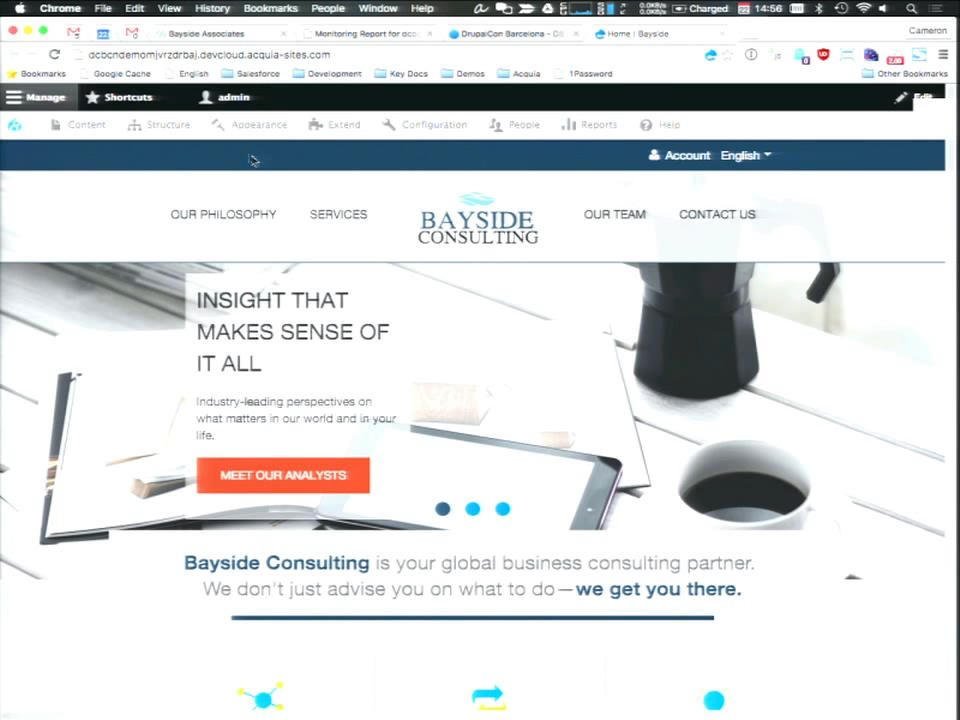 Chrome File Edit View History Bookmarks People Window Help Charged 14:56
Bayside Associates Monitoring Report for DrupalCon Barcelona - Home | Bayside Cameron
dcbcndemomjvrzdrbaj.devcloud.acquia-sites.com
Bookmarks Google Cache English Salesforce Development Key Docs Demos Acquia 1Password Other Bookmarks
Manage Shortcuts admin Edit
Content Structure Appearance Extend Configuration People Reports Help
Account English
OUR PHILOSOPHY SERVICES BAYSIDE CONSULTING OUR TEAM CONTACT US
INSIGHT THAT
MAKES SENSE OF
IT ALL
Industry-leading perspectives on
what matters in our world and in your
life.
MEET OUR ANALYSTS
Bayside Consulting is your global business consulting partner.
We don't just advise you on what to do—we get you there.